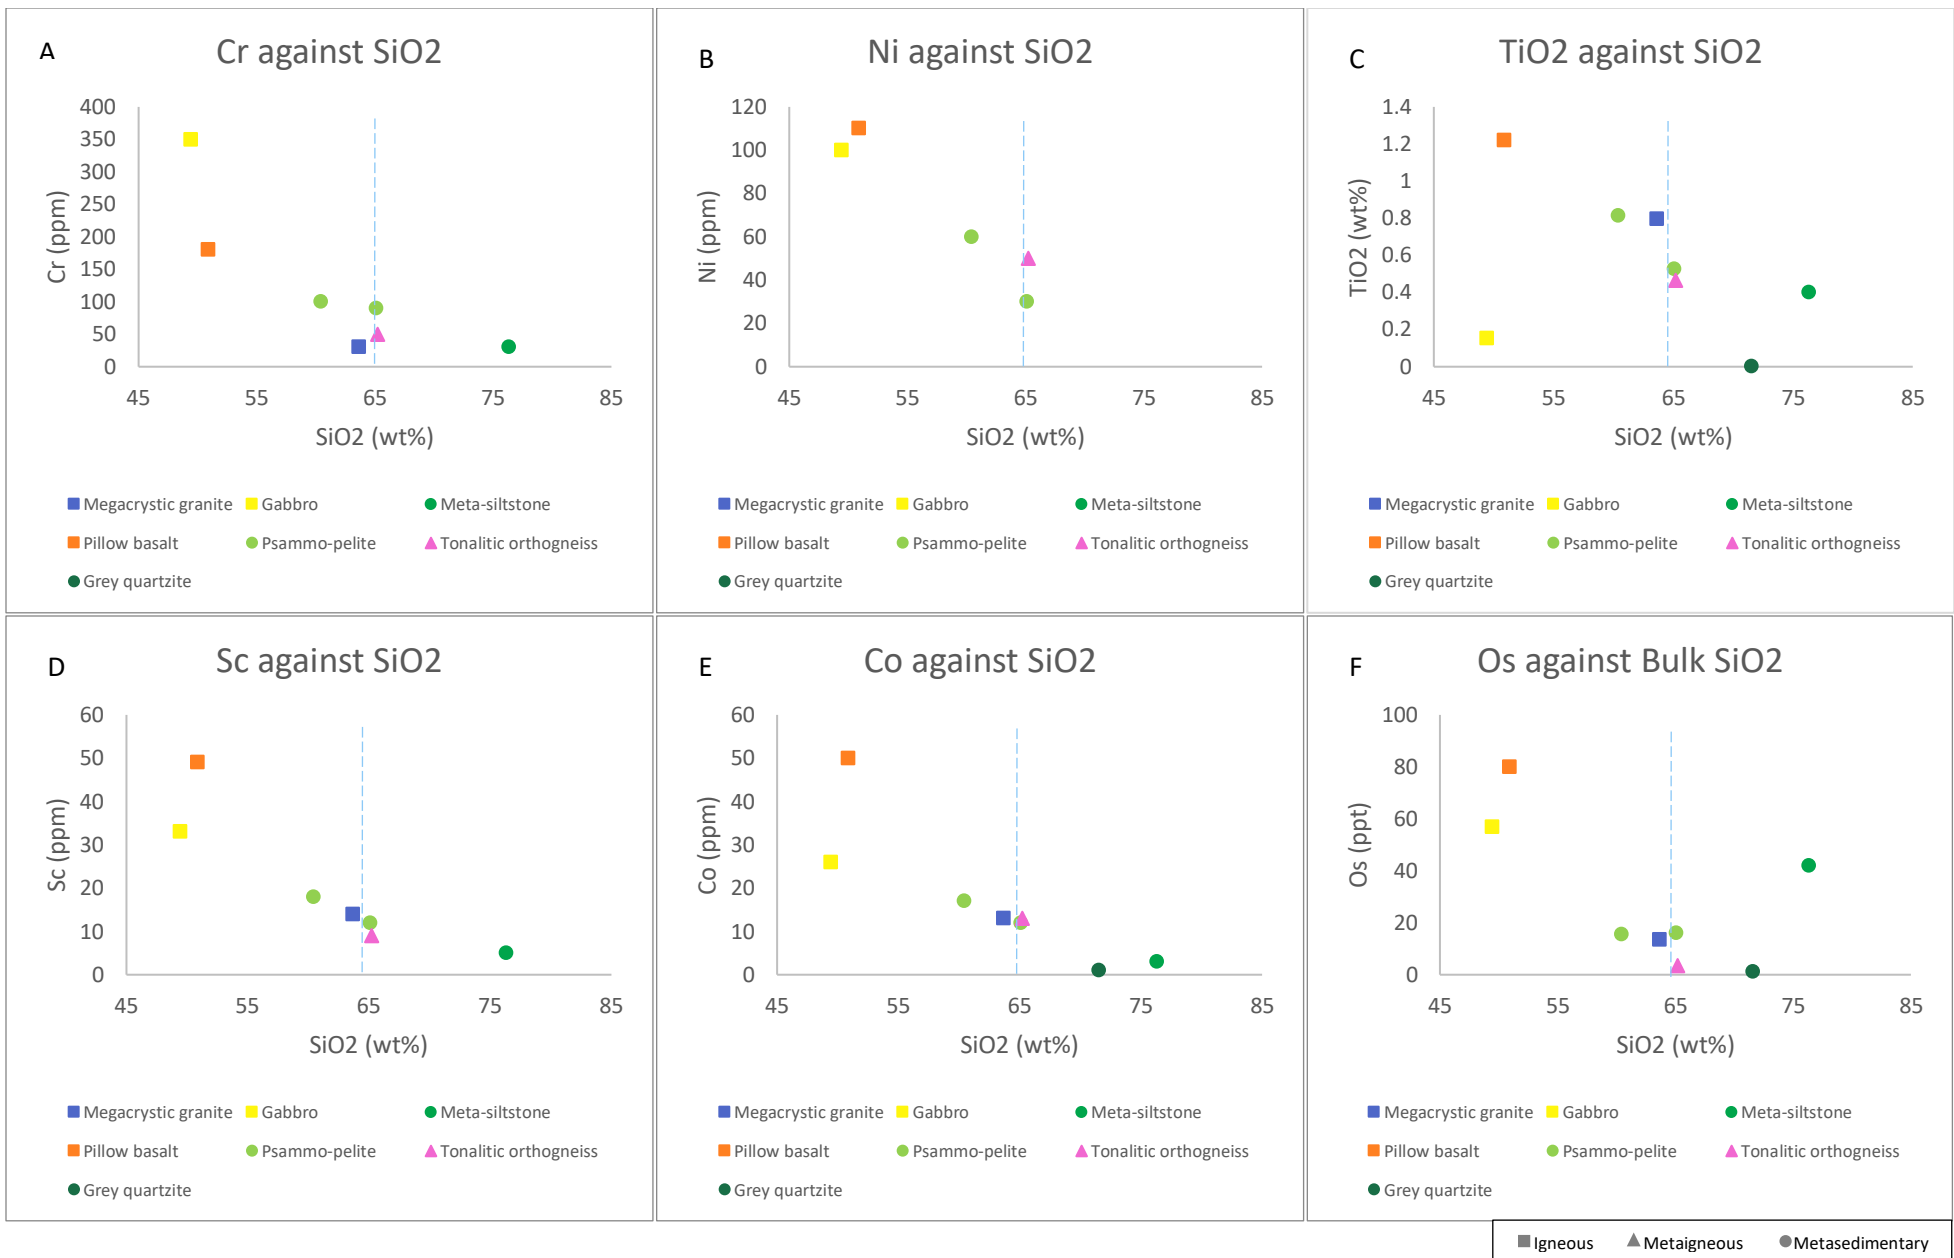 A
Cr against SiO2
400
350
300
250
200
150
100
50
0
Cr (ppm)
45 55 65 75 85
SiO2 (wt%)
Megacrystic granite Gabbro Meta-siltstone
Pillow basalt Psammo-pelite Tonalitic orthogneiss
Grey quartzite
B
Ni against SiO2
120
100
80
60
40
20
0
Ni (ppm)
45 55 65 75 85
SiO2 (wt%)
Megacrystic granite Gabbro Meta-siltstone
Pillow basalt Psammo-pelite Tonalitic orthogneiss
Grey quartzite
C
TiO2 against SiO2
1.4
1.2
1
0.8
0.6
0.4
0.2
0
TiO2 (wt%)
45 55 65 75 85
SiO2 (wt%)
Megacrystic granite Gabbro Meta-siltstone
Pillow basalt Psammo-pelite Tonalitic orthogneiss
Grey quartzite
D
Sc against SiO2
60
50
40
30
20
10
0
Sc (ppm)
45 55 65 75 85
SiO2 (wt%)
Megacrystic granite Gabbro Meta-siltstone
Pillow basalt Psammo-pelite Tonalitic orthogneiss
Grey quartzite
E
Co against SiO2
60
50
40
30
20
10
0
Co (ppm)
45 55 65 75 85
SiO2 (wt%)
Megacrystic granite Gabbro Meta-siltstone
Pillow basalt Psammo-pelite Tonalitic orthogneiss
Grey quartzite
F
Os against Bulk SiO2
100
80
60
40
20
0
Os (ppt)
45 55 65 75 85
SiO2 (wt%)
Megacrystic granite Gabbro Meta-siltstone
Pillow basalt Psammo-pelite Tonalitic orthogneiss
Grey quartzite
Igneous Metaigneous Metasedimentary